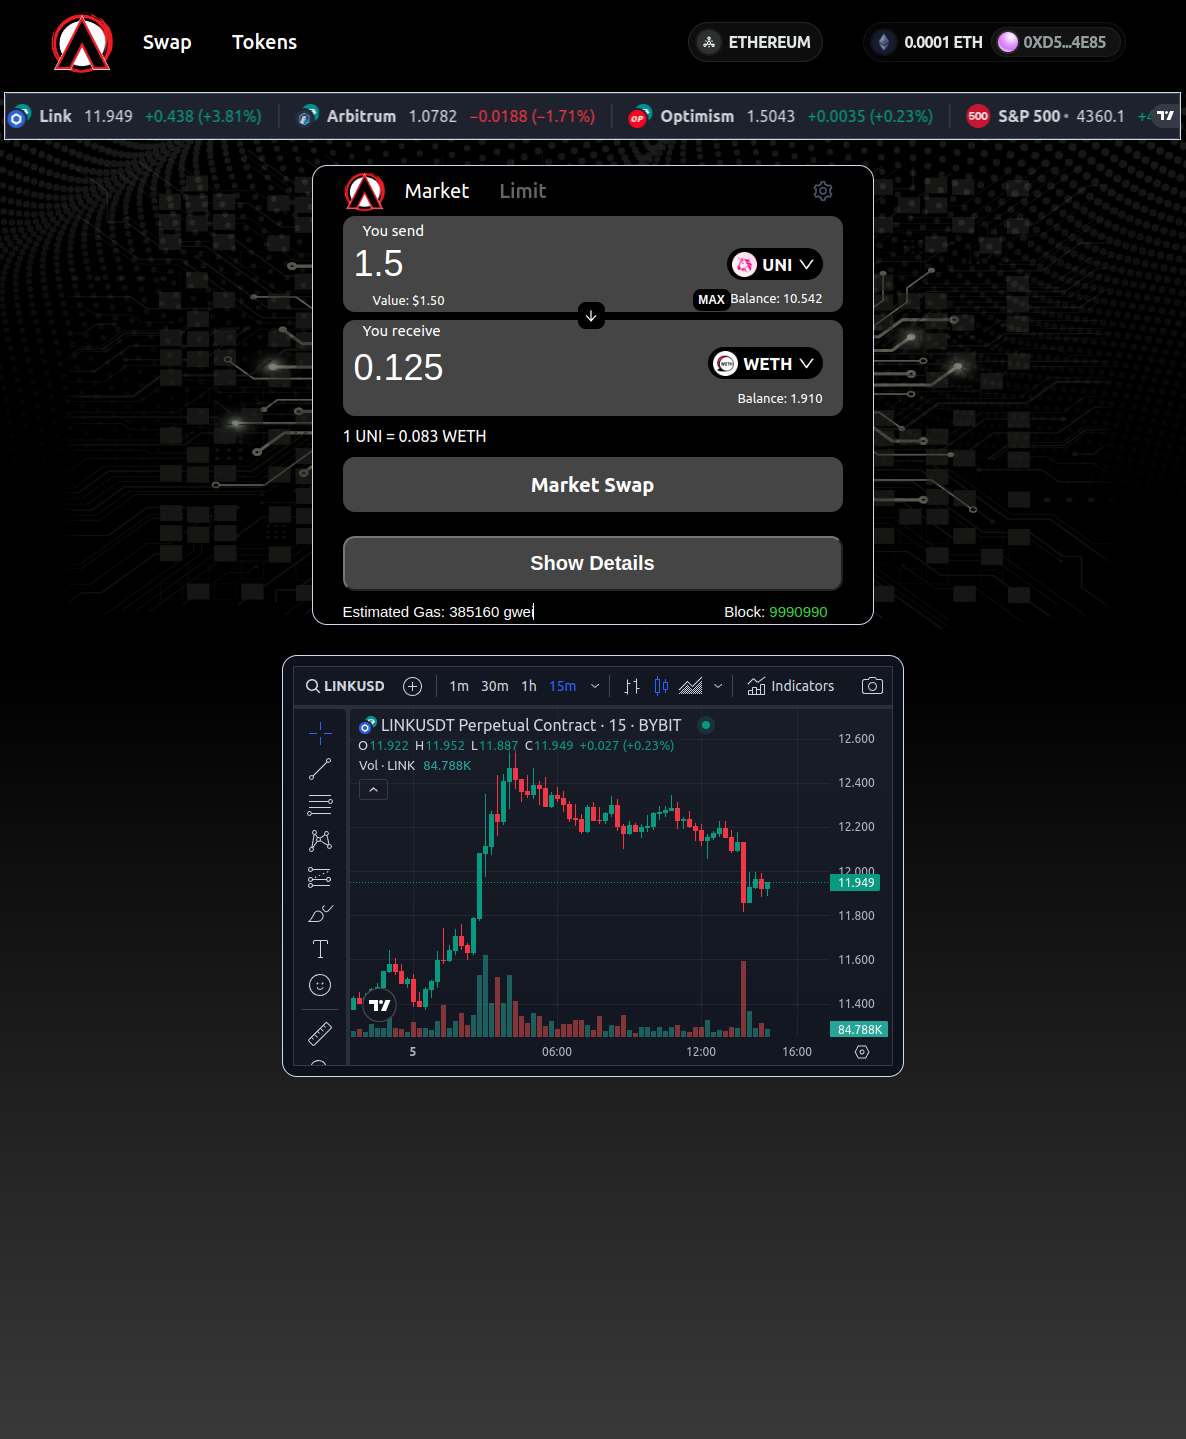 Swap Tokens ETHEREUM 0.0001 ETH 0XD5...4E85
Link 11.949 +0.438 (+3.81%) Arbitrum 1.0782 −0.0188 (−1.71%) OP Optimism 1.5043 +0.0035 (+0.23%) 500 S&P 500 • 4360.1
Market Limit
You send
1.5 UNI
Value: $1.50 MAX Balance: 10.542
You receive
0.125 WETH
Balance: 1.910
1 UNI = 0.083 WETH
Market Swap
Show Details
Estimated Gas: 385160 gwei Block: 9990990
LINKUSD 1m 30m 1h 15m Indicators
LINKUSDT Perpetual Contract · 15 · BYBIT
O11.922 H11.952 L11.887 C11.949 +0.027 (+0.23%)
Vol · LINK 84.788K
12.600
12.400
12.200
12.000
11.949
11.800
11.600
11.400
84.788K
5 06:00 12:00 16:00